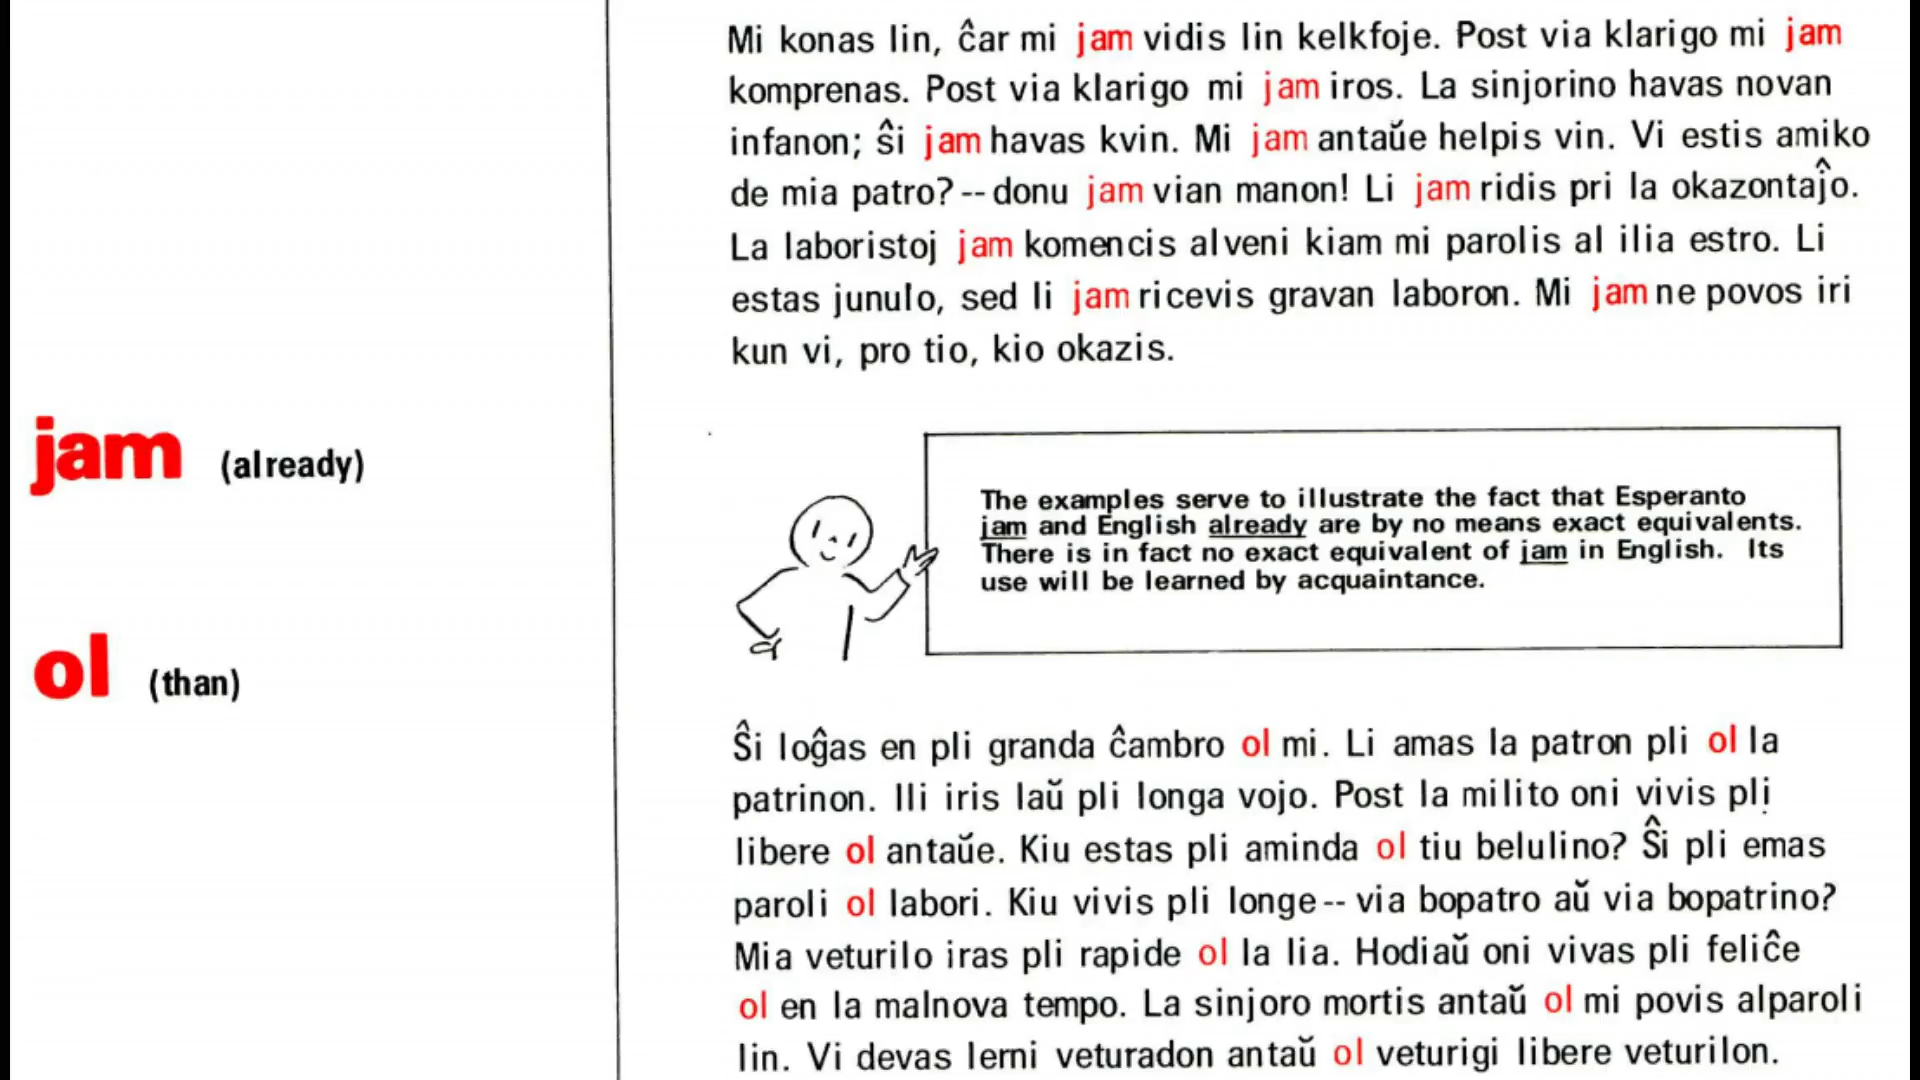 Mi konas lin, ĉar mi jam vidis lin kelkfoje. Post via klarigo mi jam
komprenas. Post via klarigo mi jam iros. La sinjorino havas novan
infanon; ŝi jam havas kvin. Mi jam antaŭe helpis vin. Vi estis amiko
de mia patro? -- donu jam vian manon! Li jam ridis pri la okazontaĵo.
La laboristoj jam komencis alveni kiam mi parolis al ilia estro. Li
estas junulo, sed li jam ricevis gravan laboron. Mi jam ne povos iri
kun vi, pro tio, kio okazis.
jam (already)
The examples serve to illustrate the fact that Esperanto
jam and English already are by no means exact equivalents.
There is in fact no exact equivalent of jam in English. Its
use will be learned by acquaintance.
ol (than)
Ŝi loĝas en pli granda ĉambro ol mi. Li amas la patron pli ol la
patrinon. Ili iris laŭ pli longa vojo. Post la milito oni vivis pli
libere ol antaŭe. Kiu estas pli aminda ol tiu belulino? Ŝi pli emas
paroli ol labori. Kiu vivis pli longe -- via bopatro aŭ via bopatrino?
Mia veturilo iras pli rapide ol la lia. Hodiaŭ oni vivas pli feliĉe
ol en la malnova tempo. La sinjoro mortis antaŭ ol mi povis alparoli
lin. Vi devas lerni veturadon antaŭ ol veturigi libere veturilon.